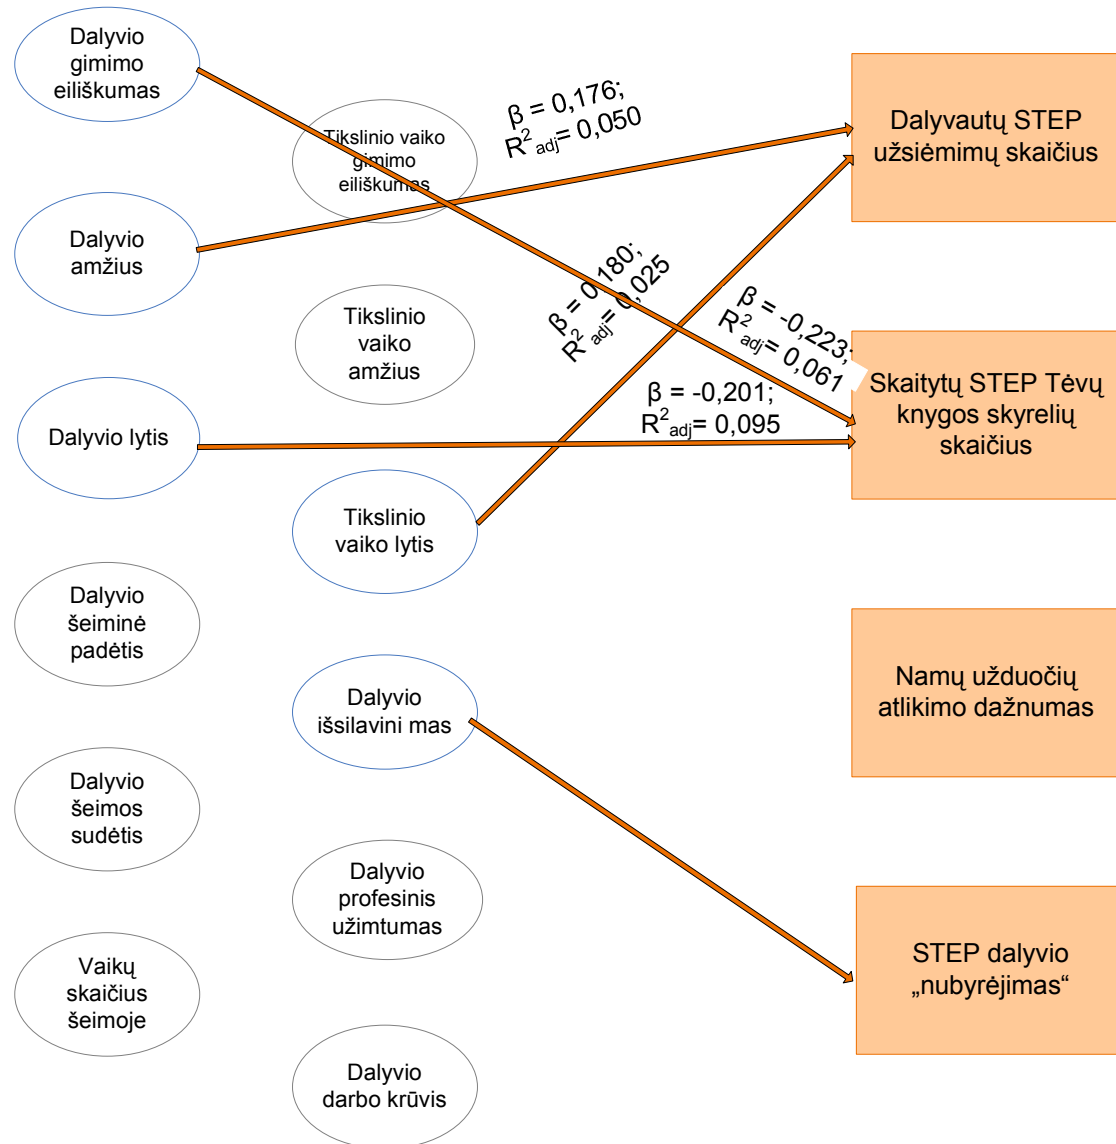 Dalyvio
gimimo
eiliškumas
Tikslinio vaiko
gimimo
eiliškumas
β = 0,176;
R² adj= 0,050
Dalyvautų STEP
užsiėmimų skaičius
Dalyvio
amžius
Tikslinio
vaiko
amžius
β = 0,180;
R² adj= 0,025
β = -0,223;
R² adj= 0,061
Skaitytų STEP Tėvų
knygos skyrelių
skaičius
β = -0,201;
R²adj= 0,095
Dalyvio lytis
Tikslinio
vaiko lytis
Dalyvio
šeiminė
padėtis
Namų užduočių
atlikimo dažnumas
Dalyvio
išsilavini mas
Dalyvio
šeimos
sudėtis
Dalyvio
profesinis
užimtumas
STEP dalyvio
„nubyrėjimas“
Vaikų
skaičius
šeimoje
Dalyvio
darbo krūvis